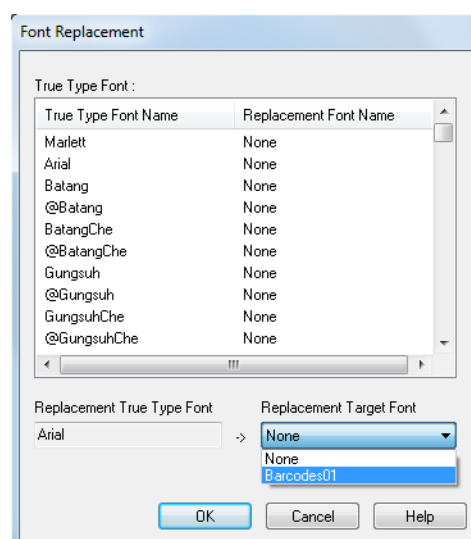 Font Replacement
True Type Font :
True Type Font Name Replacement Font Name
Marlett None
Arial None
Batang None
@Batang None
BatangChe None
@BatangChe None
Gungsuh None
@Gungsuh None
GungsuhChe None
@GungsuhChe None
Replacement True Type Font Replacement Target Font
Arial -> None
None
Barcodes01
OK Cancel Help